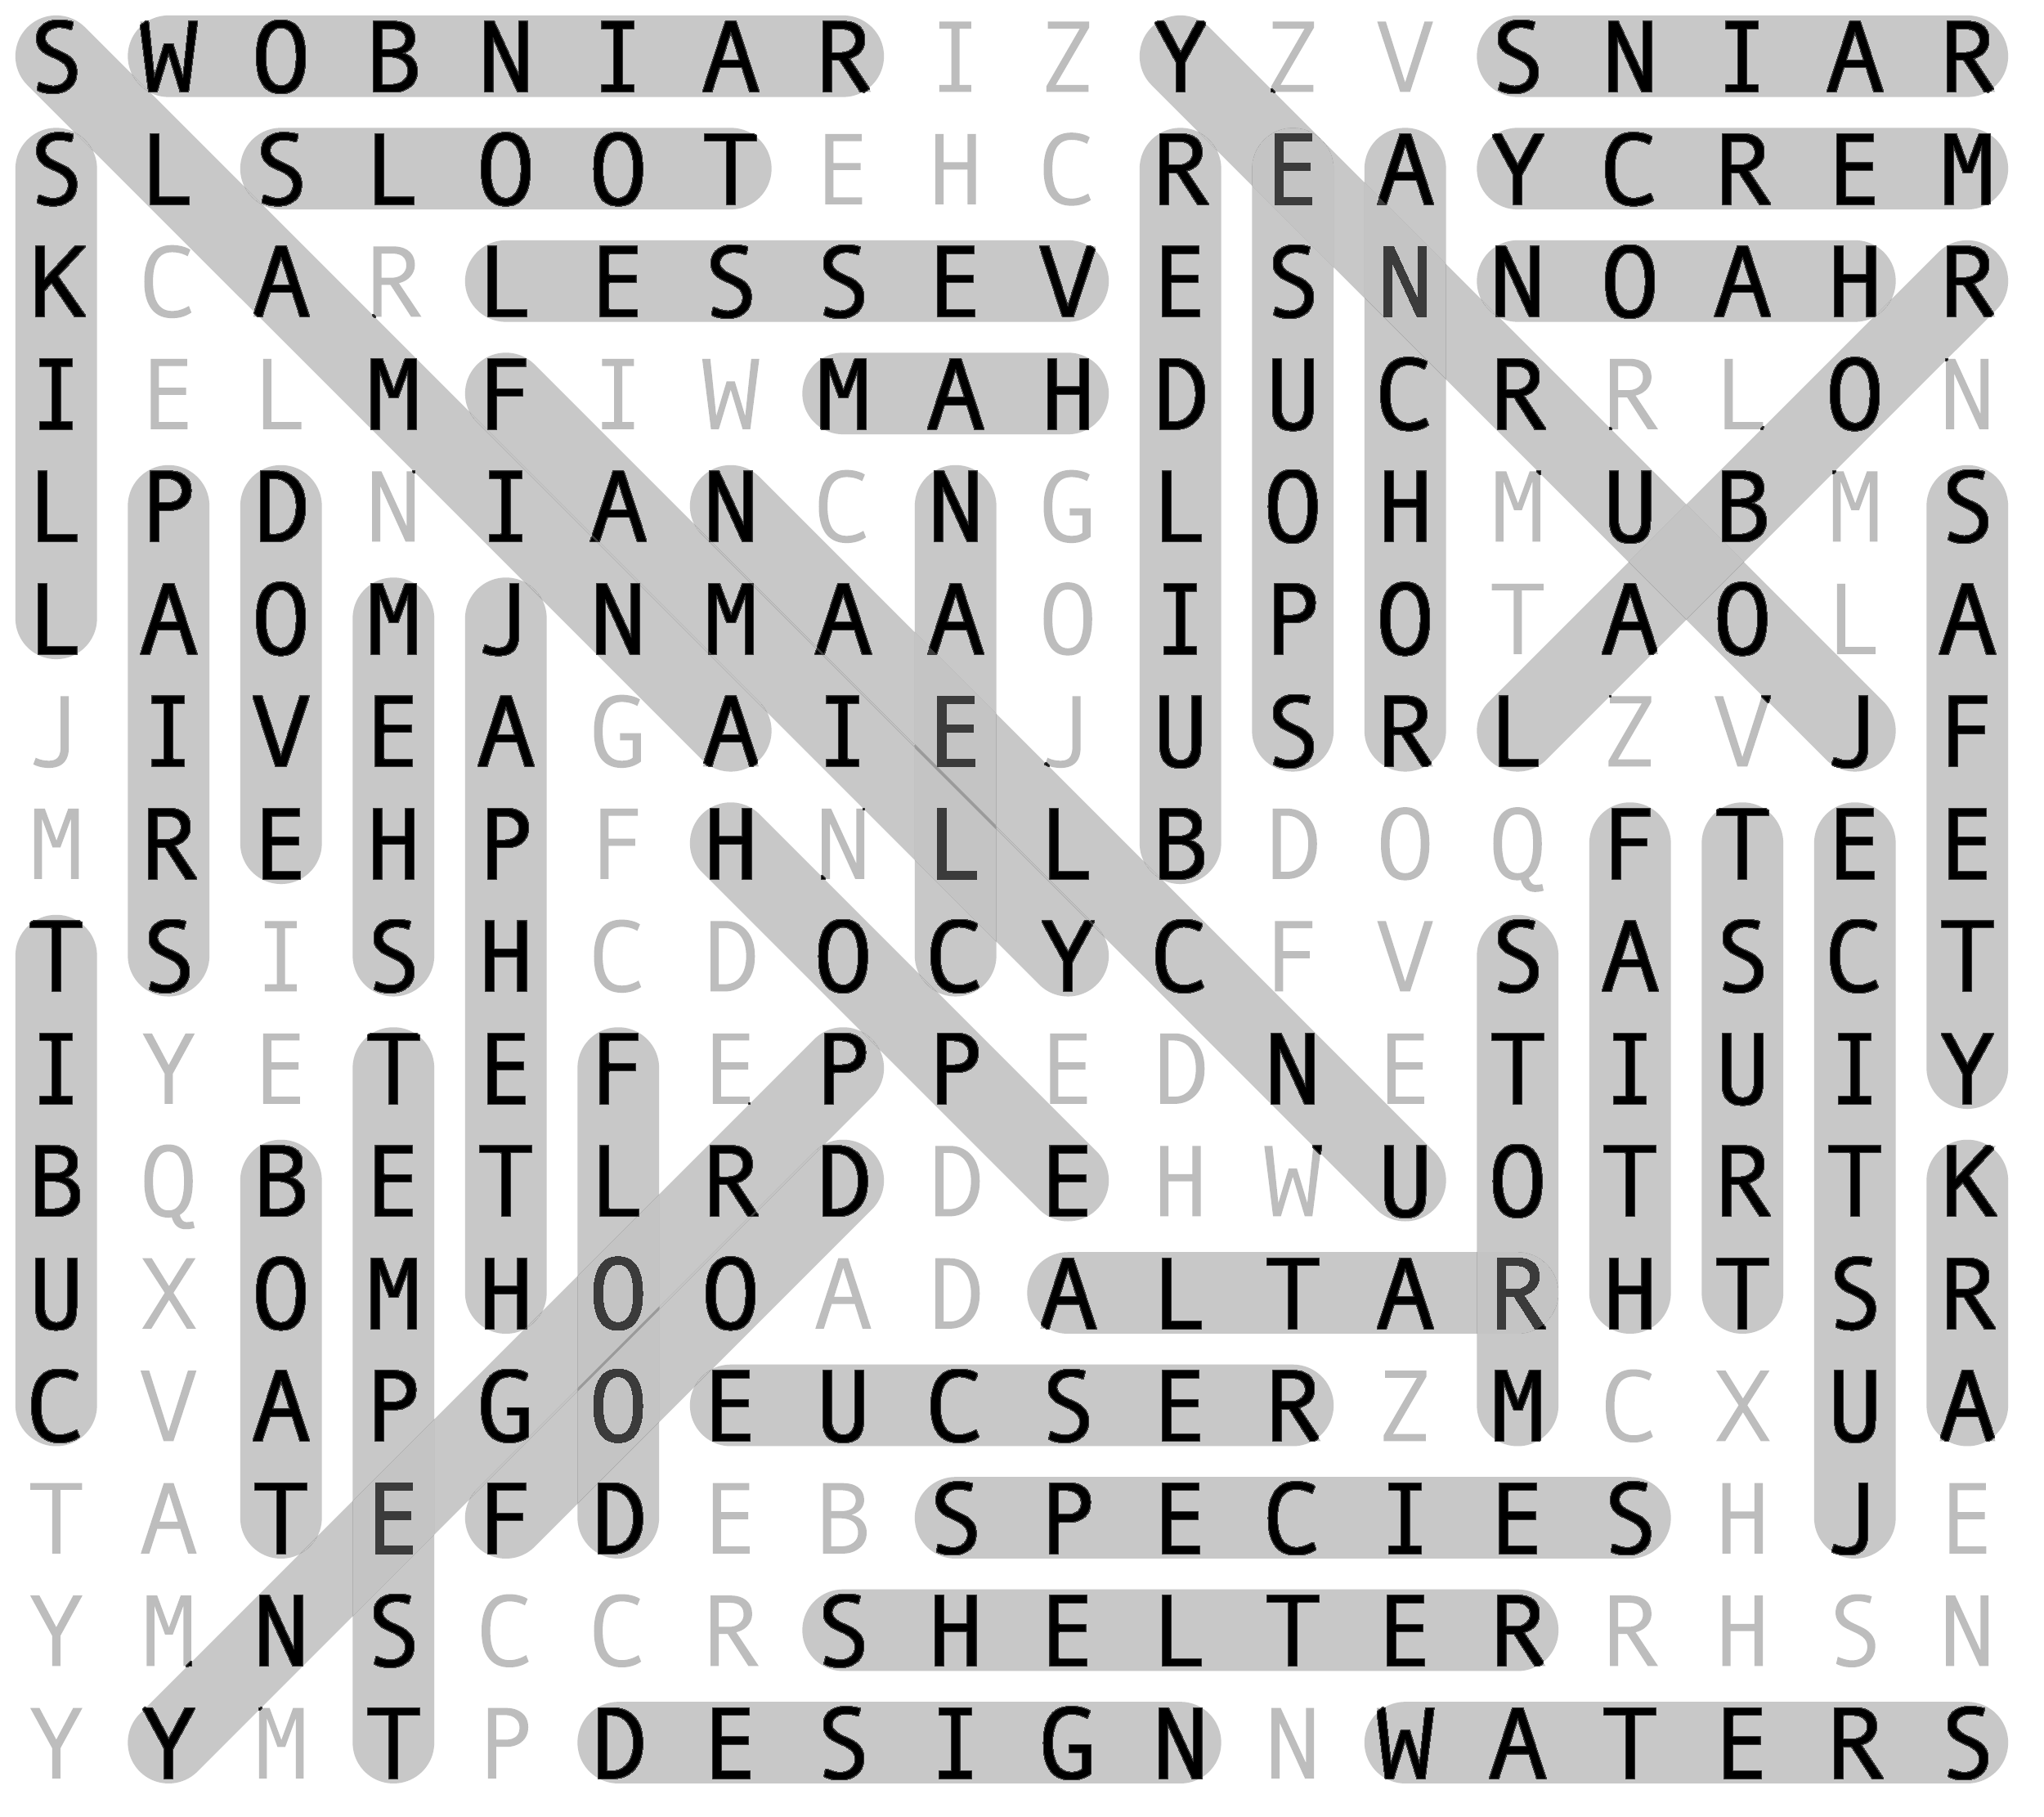 S W O B N I A R I Z Y Z V S N I A R
S L S L O O T E H C R E A Y C R E M
K C A R L E S S E V E S N N O A H R
I E L M F I W M A H D U C R R L O N
L P D N I A N C N G L O H M U B M S
L A O M J N M A A O I P O T A O L A
J I V E A G A I E J U S R L Z V J F
M R E H P F H N L L B D O Q F T E E
T S I S H C D O C Y C F V S A S C T
I Y E T E F E P P E D N E T I U I Y
B Q B E T L R D D E H W U O T R T K
U X O M H O O A D A L T A R H T S R
C V A P G O E U C S E R Z M C X U A
T A T E F D E B S P E C I E S H J E
Y M N S C C R S H E L T E R R H S N
Y Y M T P D E S I G N N W A T E R S